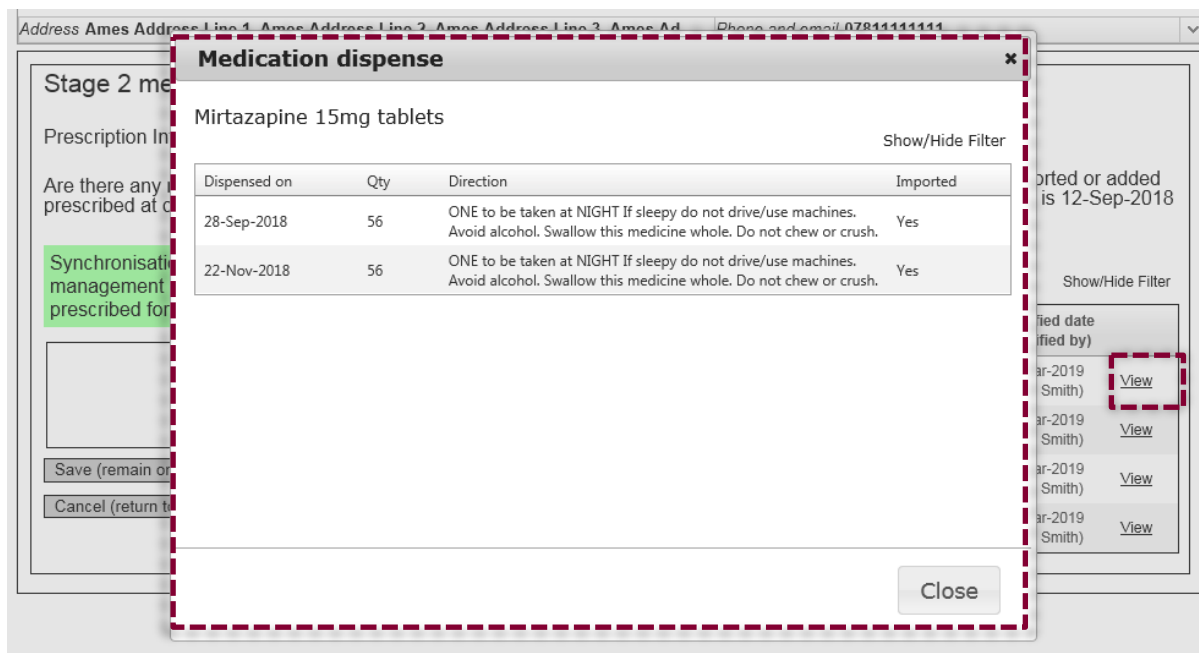 Address Ames Address Line 1, Ames Address Line 2, Ames Address Line 3, Ames Ad Phone and email 07811111111
Medication dispense
Stage 2 me
Mirtazapine 15mg tablets
Prescription In
Show/Hide Filter
Dispensed on Qty Direction Imported
Are there any
orted or added
prescribed at
is 12-Sep-2018
28-Sep-2018 56 ONE to be taken at NIGHT If sleepy do not drive/use machines. Yes
Avoid alcohol. Swallow this medicine whole. Do not chew or crush.
22-Nov-2018 56 ONE to be taken at NIGHT If sleepy do not drive/use machines. Yes
Avoid alcohol. Swallow this medicine whole. Do not chew or crush.
Synchronisati
management
prescribed for
Show/Hide Filter
fied date
ified by)
ar-2019
Smith)
View
ar-2019
Smith)
View
ar-2019
Smith)
View
ar-2019
Smith)
View
Save (remain or
Cancel (return t
Close